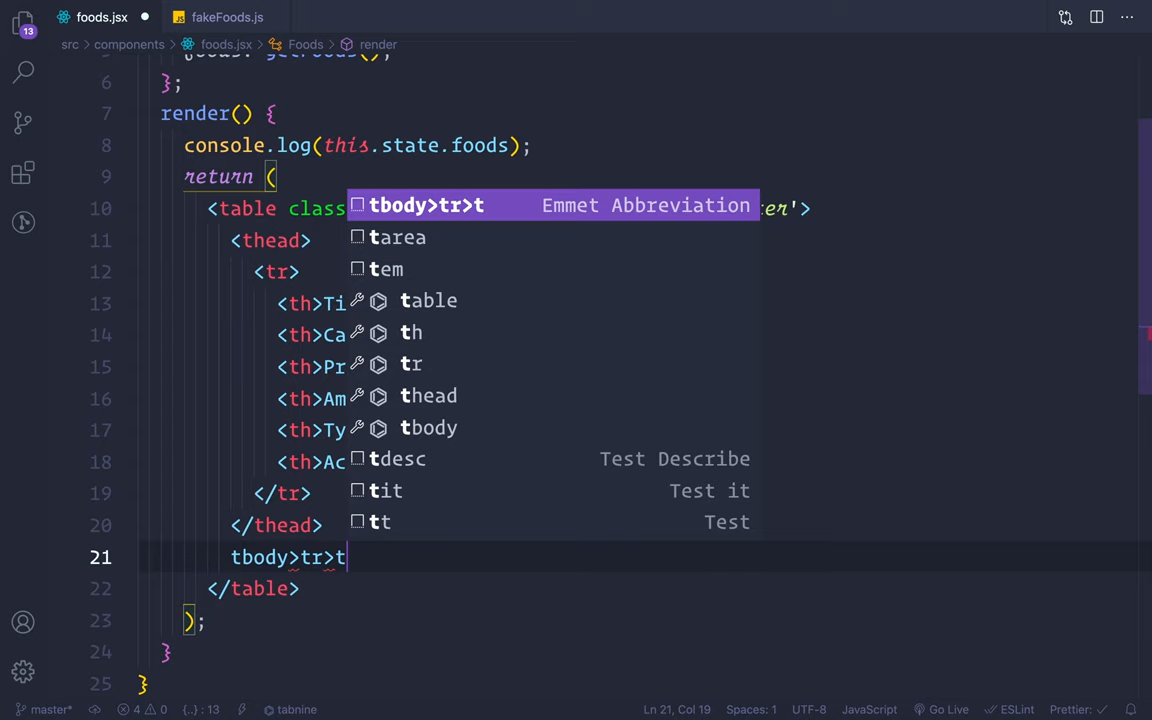 foods.jsx
fakeFoods.js
13
src > components > foods.jsx > Foods > render
foods: getFoods();
6 };
7 render() {
8 console.log(this.state.foods);
9 return (
10 <table class er'>
11 <thead>
12 <tr>
13 <th>Ti
14 <th>Ca
15 <th>Pr
16 <th>Am
17 <th>Ty
18 <th>Ac
19 </tr>
20 </thead>
21 tbody>tr>t
22 </table>
23 );
24 }
25 }
tbody>tr>t Emmet Abbreviation
tarea
tem
table
th
tr
thead
tbody
tdesc Test Describe
tit Test it
tt Test
master* 4 0 {..} : 13 tabnine Ln 21, Col 19 Spaces: 1 UTF-8 LF JavaScript Go Live ESLint Prettier: ✓